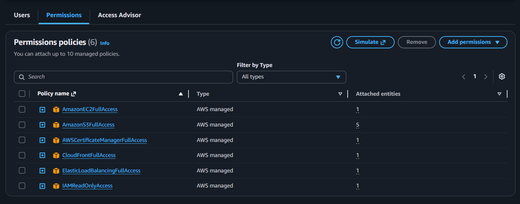 Users Permissions Access Advisor
Permissions policies (6) Info
You can attach up to 10 managed policies.
Simulate Remove Add permissions
Filter by Type
Search All types 1
Policy name Type Attached entities
AmazonEC2FullAccess AWS managed 1
AmazonS3FullAccess AWS managed 5
AWSCertificateManagerFullAccess AWS managed 1
CloudFrontFullAccess AWS managed 1
ElasticLoadBalancingFullAccess AWS managed 1
IAMReadOnlyAccess AWS managed 1